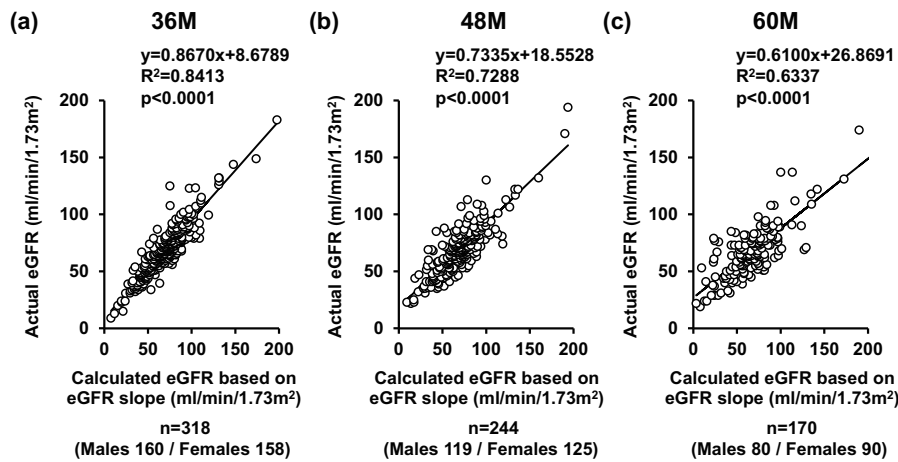 (a) 36M
y=0.8670x+8.6789
R²=0.8413
p<0.0001
Actual eGFR (ml/min/1.73m²)
200
150
100
50
0
0 50 100 150 200
Calculated eGFR based on
eGFR slope (ml/min/1.73m²)
n=318
(Males 160 / Females 158)
(b) 48M
y=0.7335x+18.5528
R²=0.7288
p<0.0001
Actual eGFR (ml/min/1.73m²)
200
150
100
50
0
0 50 100 150 200
Calculated eGFR based on
eGFR slope (ml/min/1.73m²)
n=244
(Males 119 / Females 125)
(c) 60M
y=0.6100x+26.8691
R²=0.6337
p<0.0001
Actual eGFR (ml/min/1.73m²)
200
150
100
50
0
0 50 100 150 200
Calculated eGFR based on
eGFR slope (ml/min/1.73m²)
n=170
(Males 80 / Females 90)